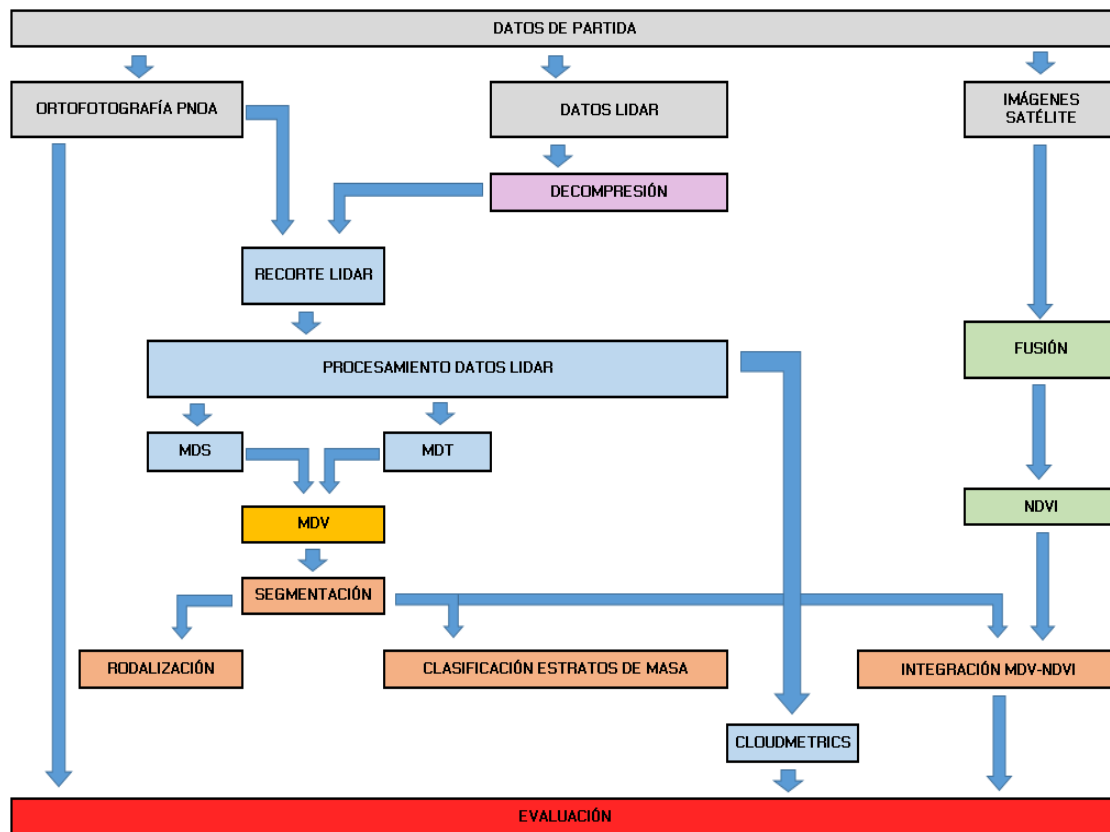 DATOS DE PARTIDA
ORTOFOTOGRAFÍA PNOA
DATOS LIDAR
IMÁGENES
SATÉLITE
DECOMPRESIÓN
RECORTE LIDAR
FUSIÓN
PROCESAMIENTO DATOS LIDAR
MDS
MDT
NDVI
MDV
SEGMENTACIÓN
RODALIZACIÓN
CLASIFICACIÓN ESTRATOS DE MASA
INTEGRACIÓN MDV-NDVI
CLOUDMETRICS
EVALUACIÓN